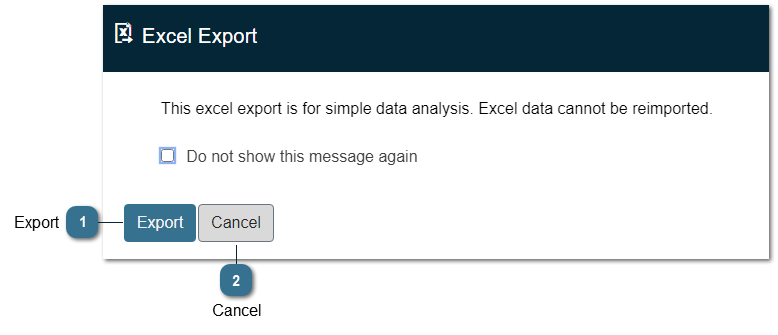 Excel Export
This excel export is for simple data analysis. Excel data cannot be reimported.
Do not show this message again
Export 1 Export Cancel
2
Cancel